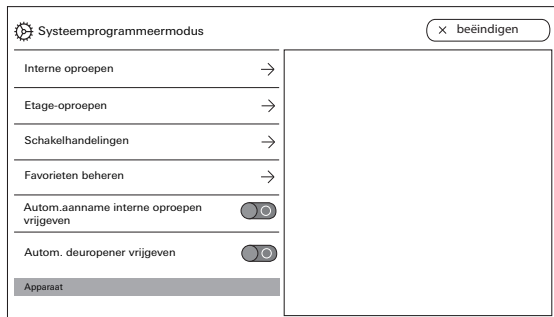 Systeemprogrammeermodus
× beëindigen
Interne oproepen
Etage-oproepen
Schakelhandelingen
Favorieten beheren
Autom.aanname interne oproepen
vrijgeven
Autom. deuropener vrijgeven
Apparaat